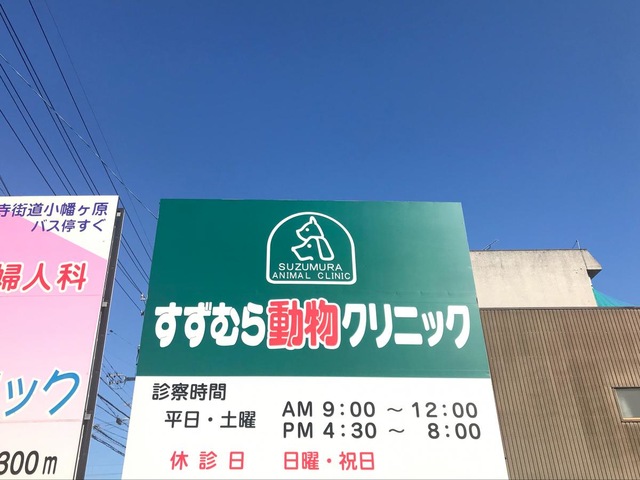 寺街道小幡ヶ原
バス停すぐ
婦人科
ック
300m
SUZUMURA
ANIMAL CLINIC
すずむら動物クリニック
診察時間
平日・土曜 AM 9:00 ～ 12:00
PM 4:30 ～ 8:00
休診日 日曜・祝日